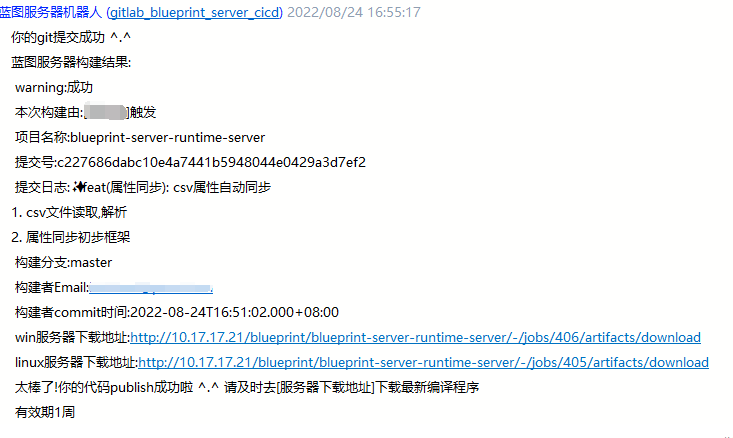 蓝图服务器机器人 (gitlab_blueprint_server_cicd) 2022/08/24 16:55:17
你的git提交成功 ^.^
蓝图服务器构建结果:
warning:成功
本次构建由:[]触发
项目名称:blueprint-server-runtime-server
提交号:c227686dabc10e4a7441b5948044e0429a3d7ef2
提交日志:✨feat(属性同步): csv属性自动同步
1. csv文件读取,解析
2. 属性同步初步框架
构建分支:master
构建者Email:
构建者commit时间:2022-08-24T16:51:02.000+08:00
win服务器下载地址:http://10.17.17.21/blueprint/blueprint-server-runtime-server/-/jobs/406/artifacts/download
linux服务器下载地址:http://10.17.17.21/blueprint/blueprint-server-runtime-server/-/jobs/405/artifacts/download
太棒了!你的代码publish成功啦 ^.^ 请及时去[服务器下载地址]下载最新编译程序
有效期1周